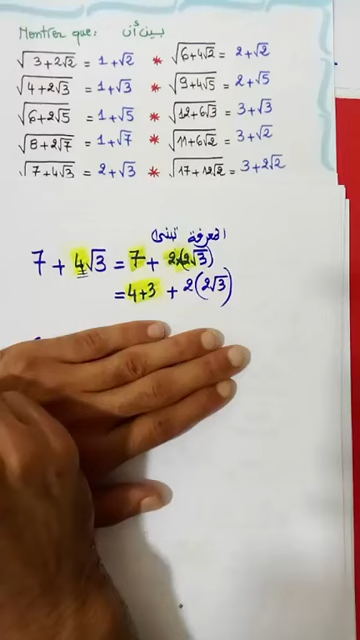 Montrer que: بين أن
√(3+2√2) = 1+√2 * √(6+4√2) = 2+√2
√(4+2√3) = 1+√3 * √(9+4√5) = 2+√5
√(6+2√5) = 1+√5 * √(12+6√3) = 3+√3
√(8+2√7) = 1+√7 * √(11+6√2) = 3+√2
√(7+4√3) = 2+√3 * √(17+12√2) = 3+2√2
المعرفة تبنى
7 + 4√3 = 7 + 2×(2√3)
= 4+3 + 2(2√3)